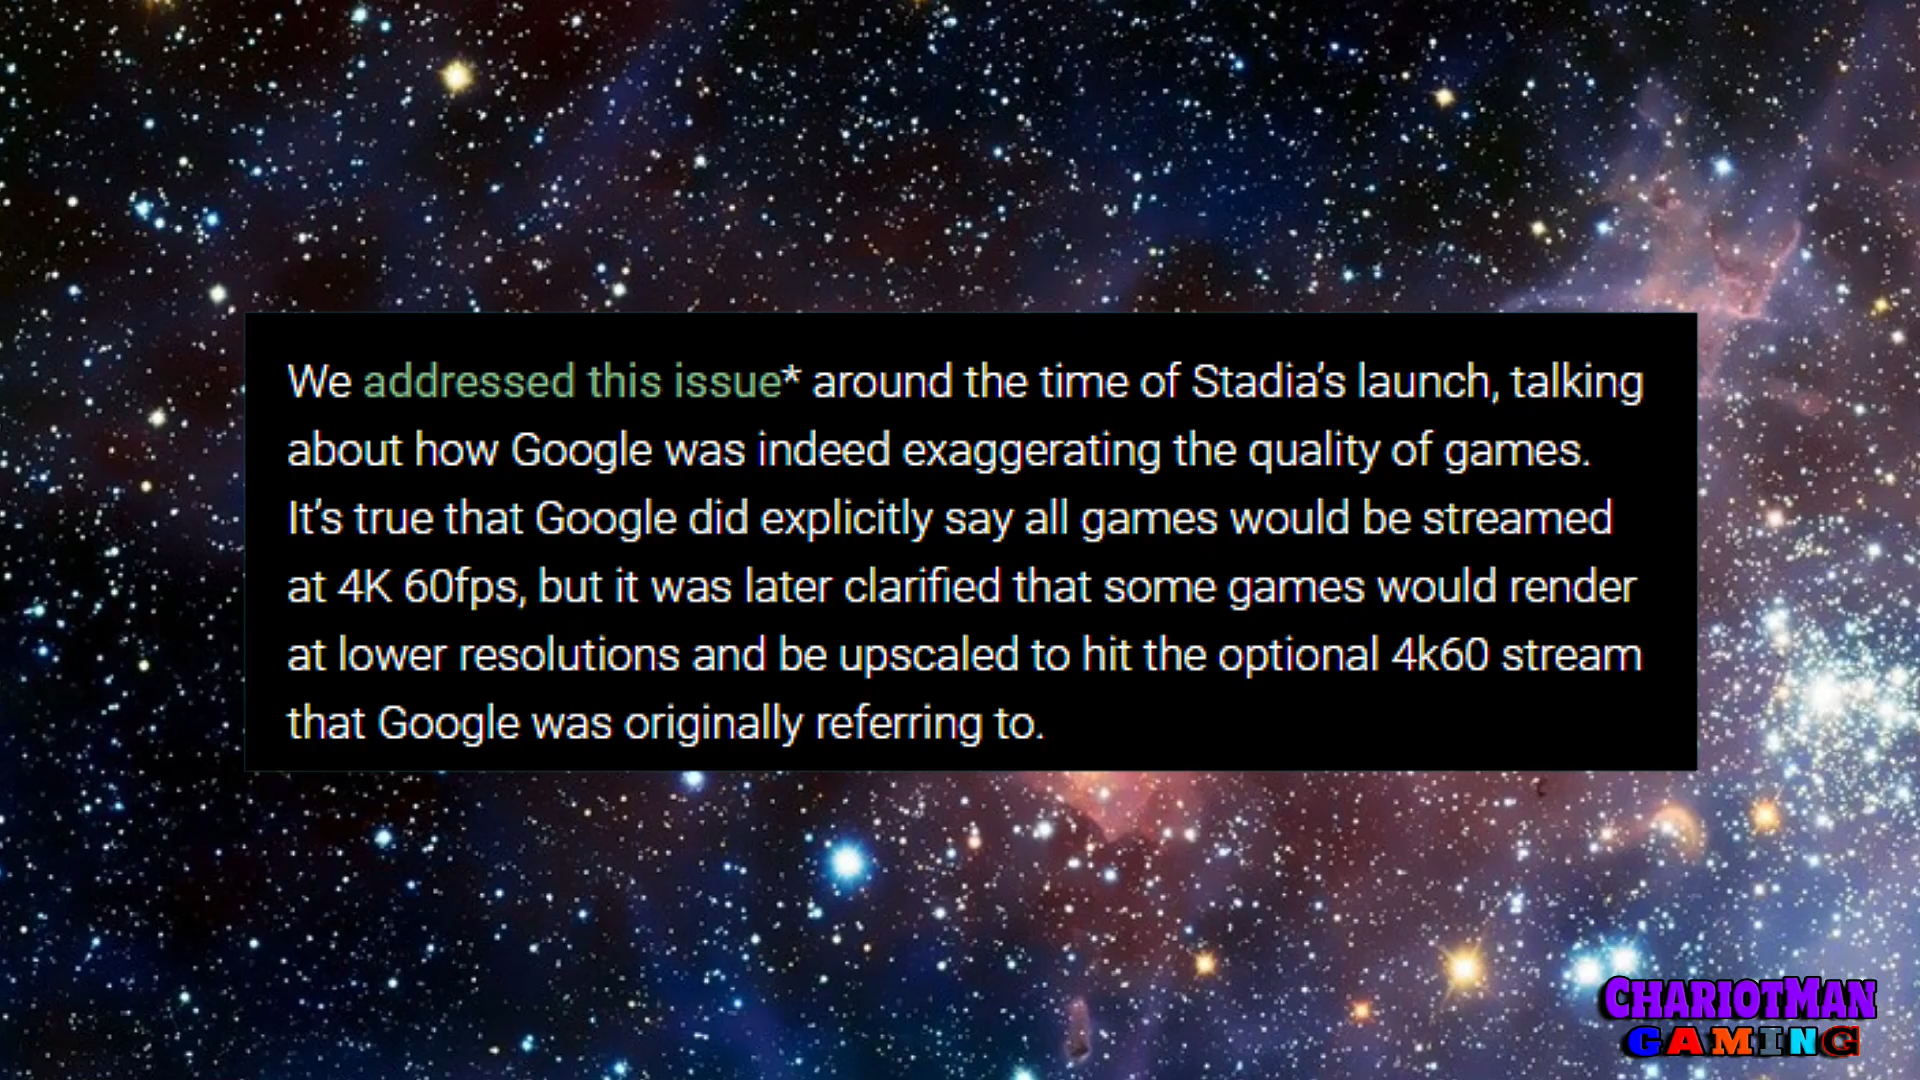 We addressed this issue* around the time of Stadia's launch, talking
about how Google was indeed exaggerating the quality of games.
It's true that Google did explicitly say all games would be streamed
at 4K 60fps, but it was later clarified that some games would render
at lower resolutions and be upscaled to hit the optional 4k60 stream
that Google was originally referring to.
CHARIOTMAN
GAMING